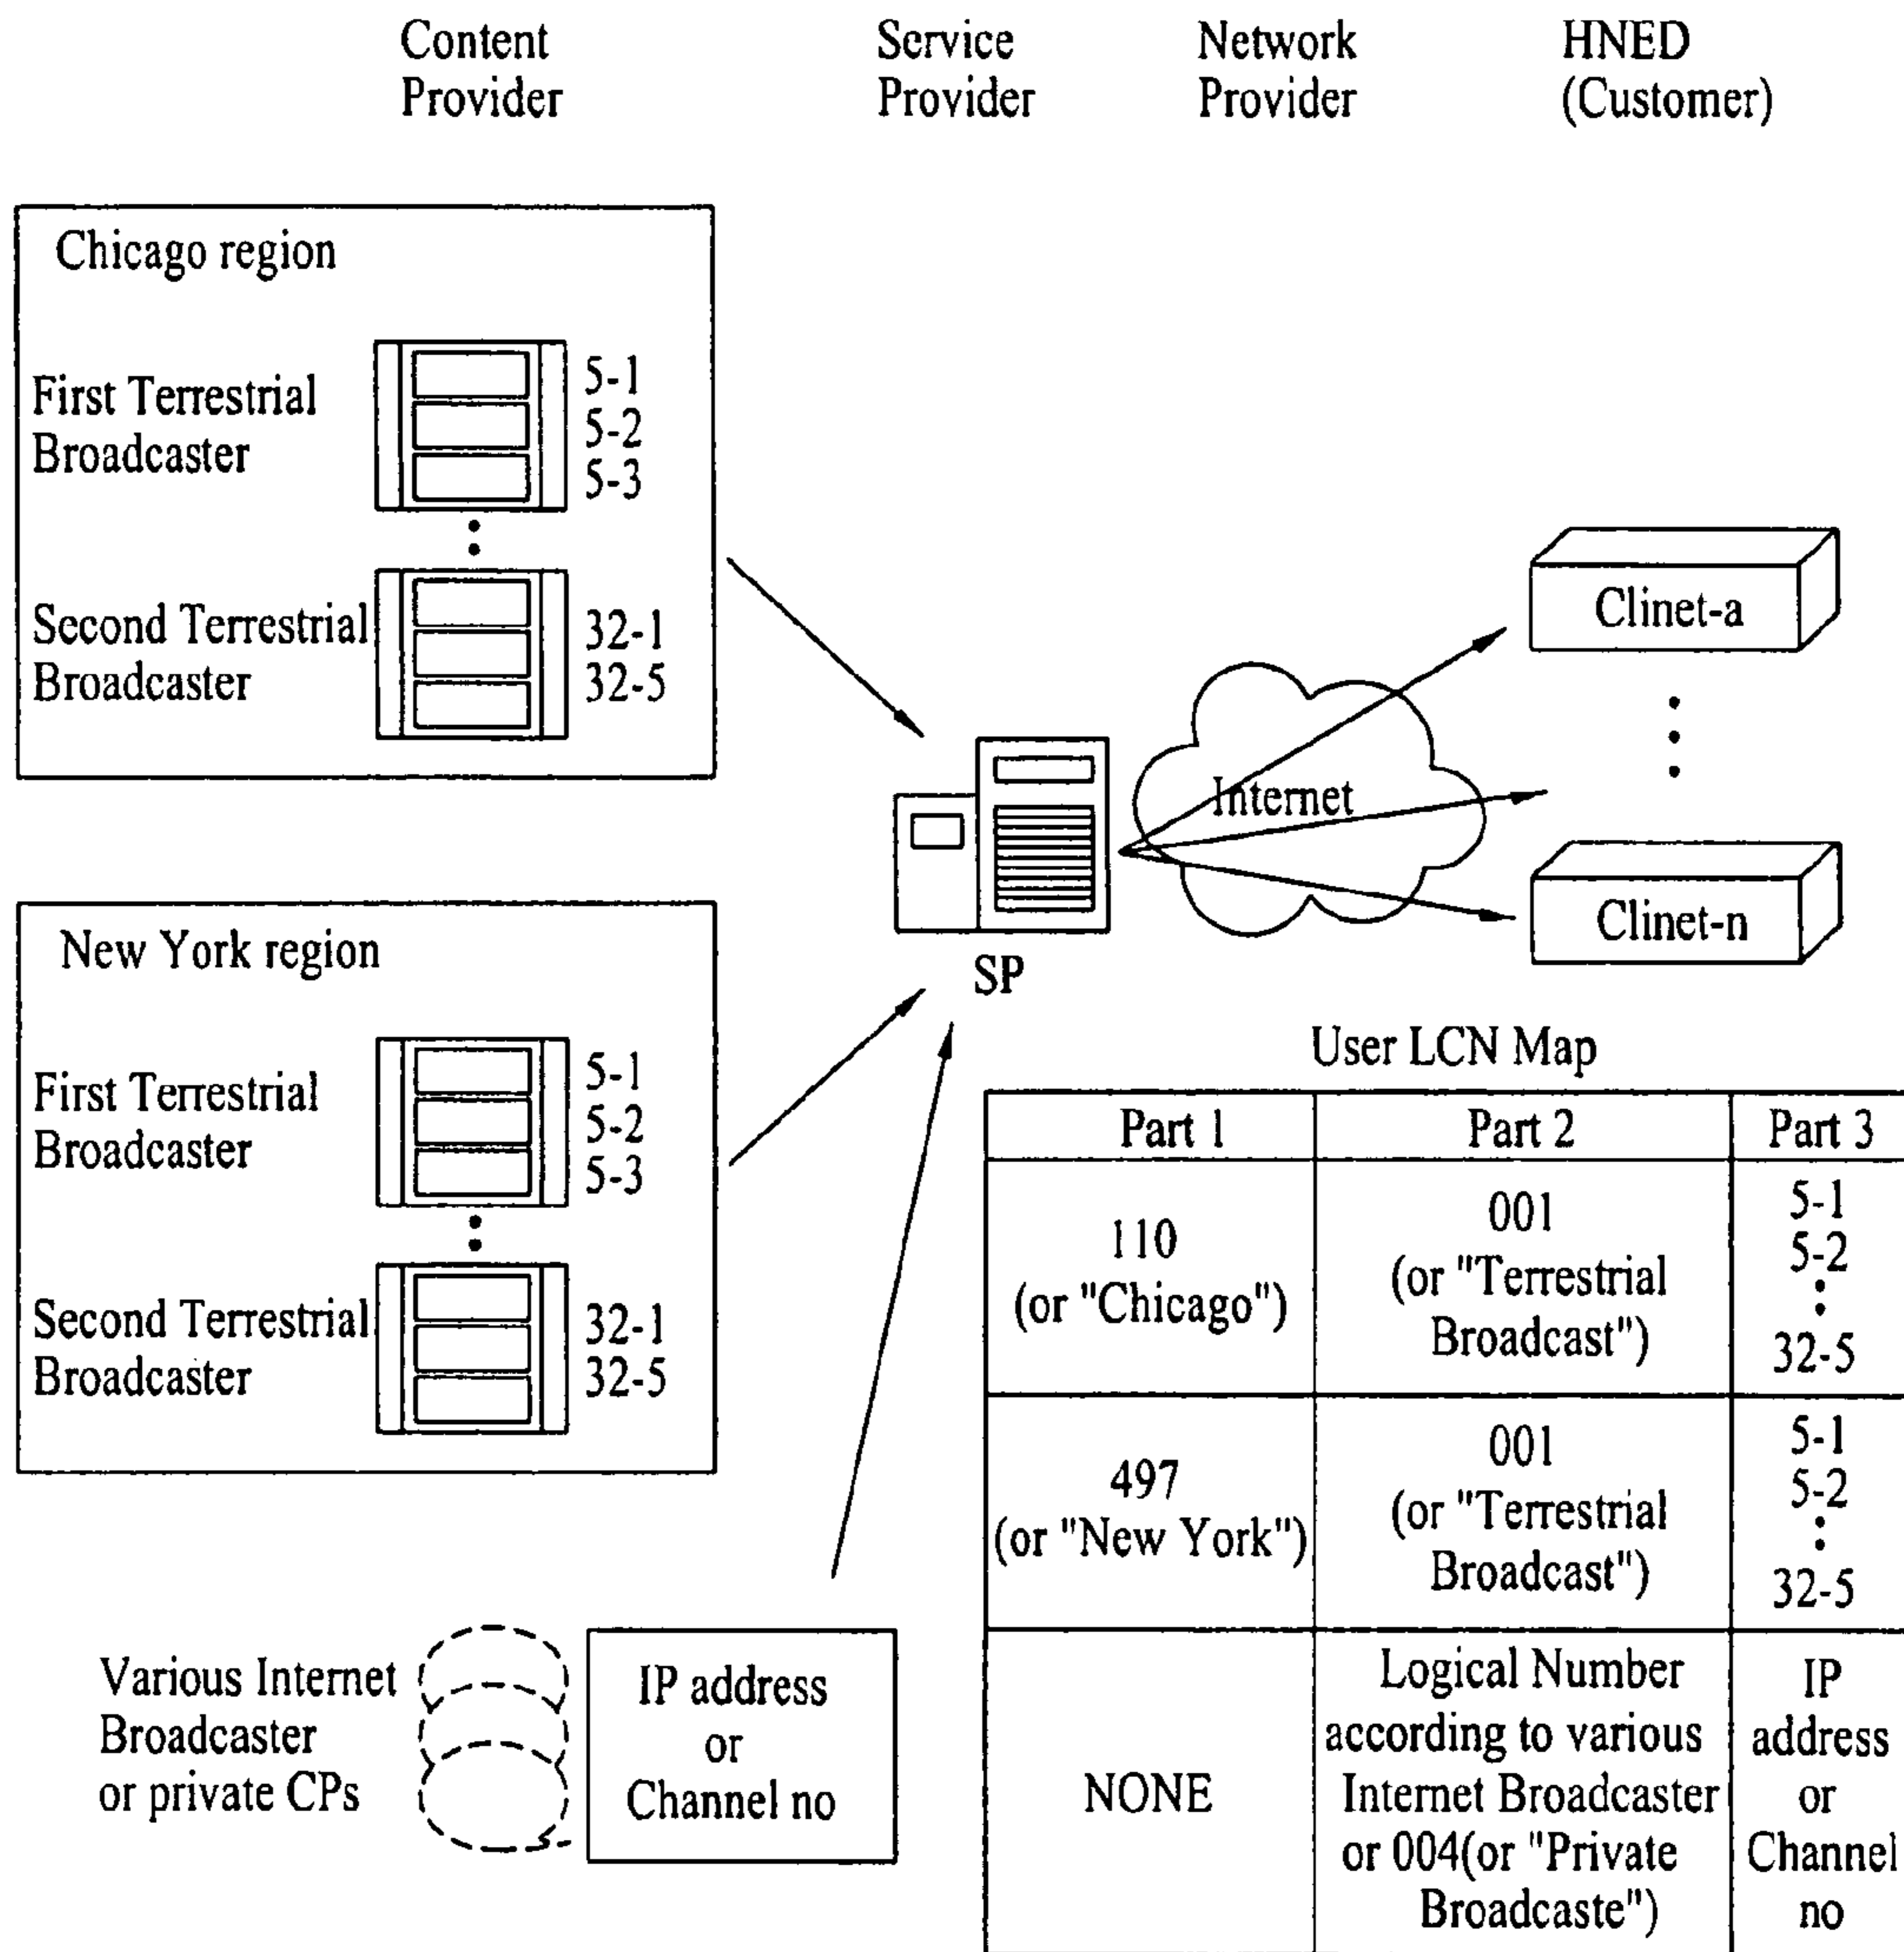 Content
Provider
Service
Provider
Network
Provider
HNED
(Customer)
Chicago region
First Terrestrial
Broadcaster
5-1
5-2
5-3
Second Terrestrial
Broadcaster
32-1
32-5
New York region
First Terrestrial
Broadcaster
5-1
5-2
5-3
Second Terrestrial
Broadcaster
32-1
32-5
Various Internet
Broadcaster
or private CPs
IP address
or
Channel no
SP
Internet
Clinet-a
Clinet-n
User LCN Map
Part 1
Part 2
Part 3
110
(or "Chicago")
001
(or "Terrestrial
Broadcast")
5-1
5-2
32-5
497
(or "New York")
001
(or "Terrestrial
Broadcast")
5-1
5-2
32-5
NONE
Logical Number
according to various
Internet Broadcaster
or 004(or "Private
Broadcaste")
IP
address
or
Channel
no